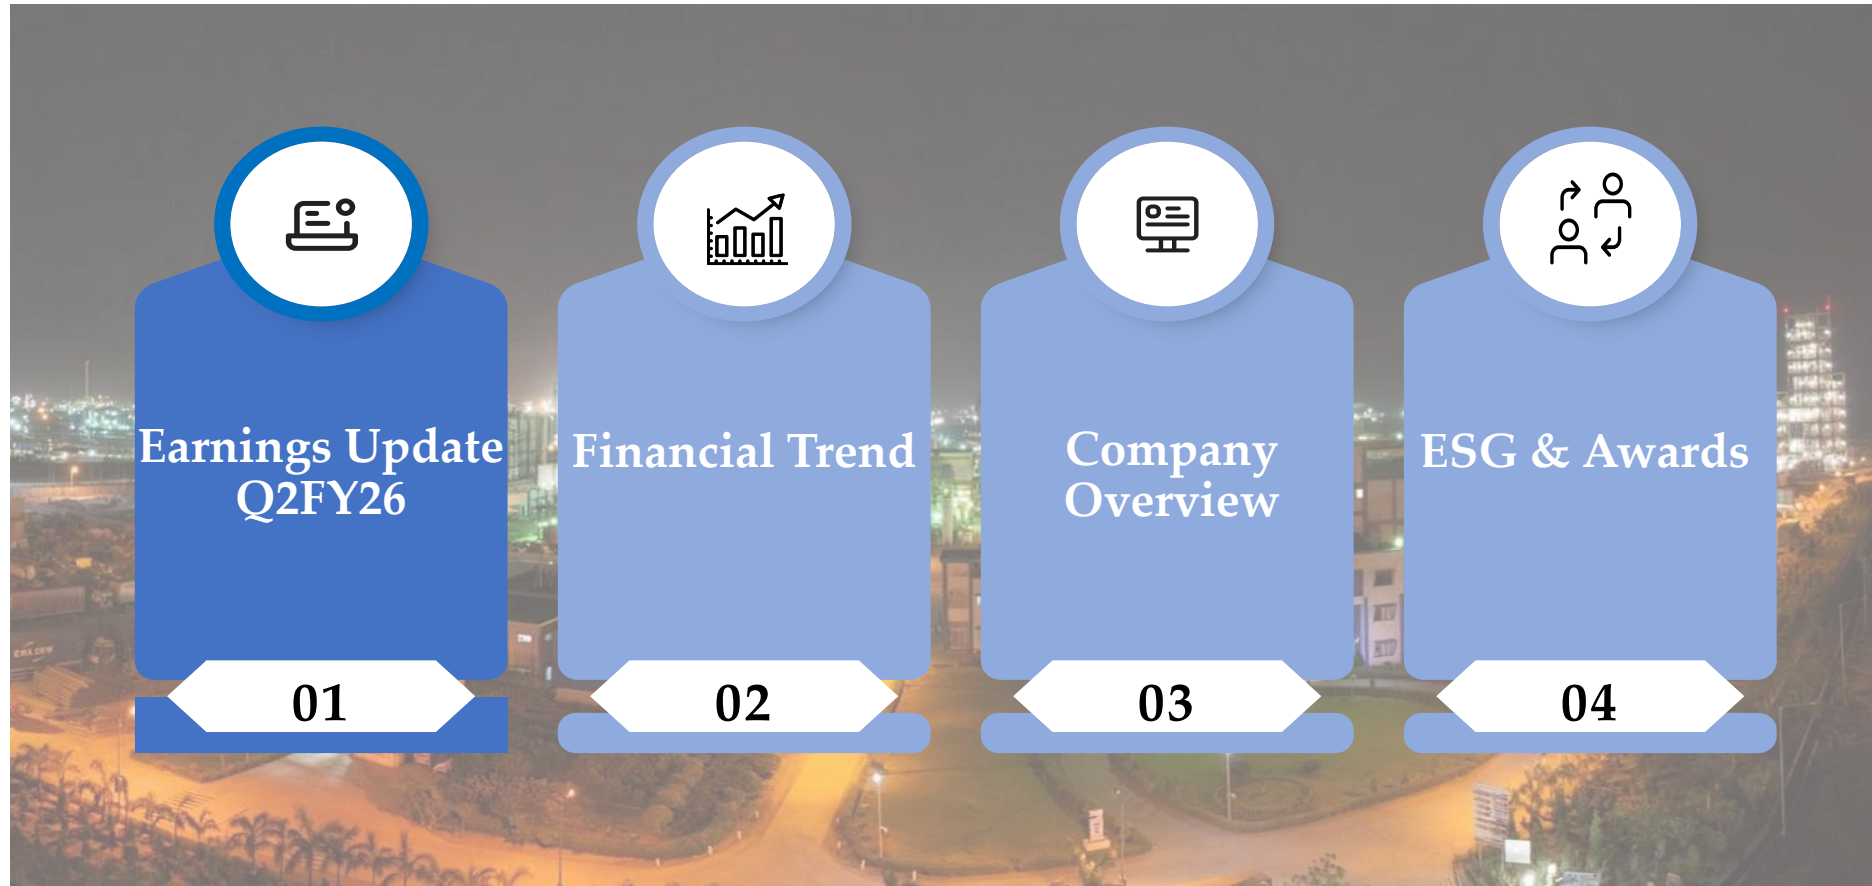 Earnings Update
Q2FY26
01
Financial Trend
02
Company
Overview
03
ESG & Awards
04